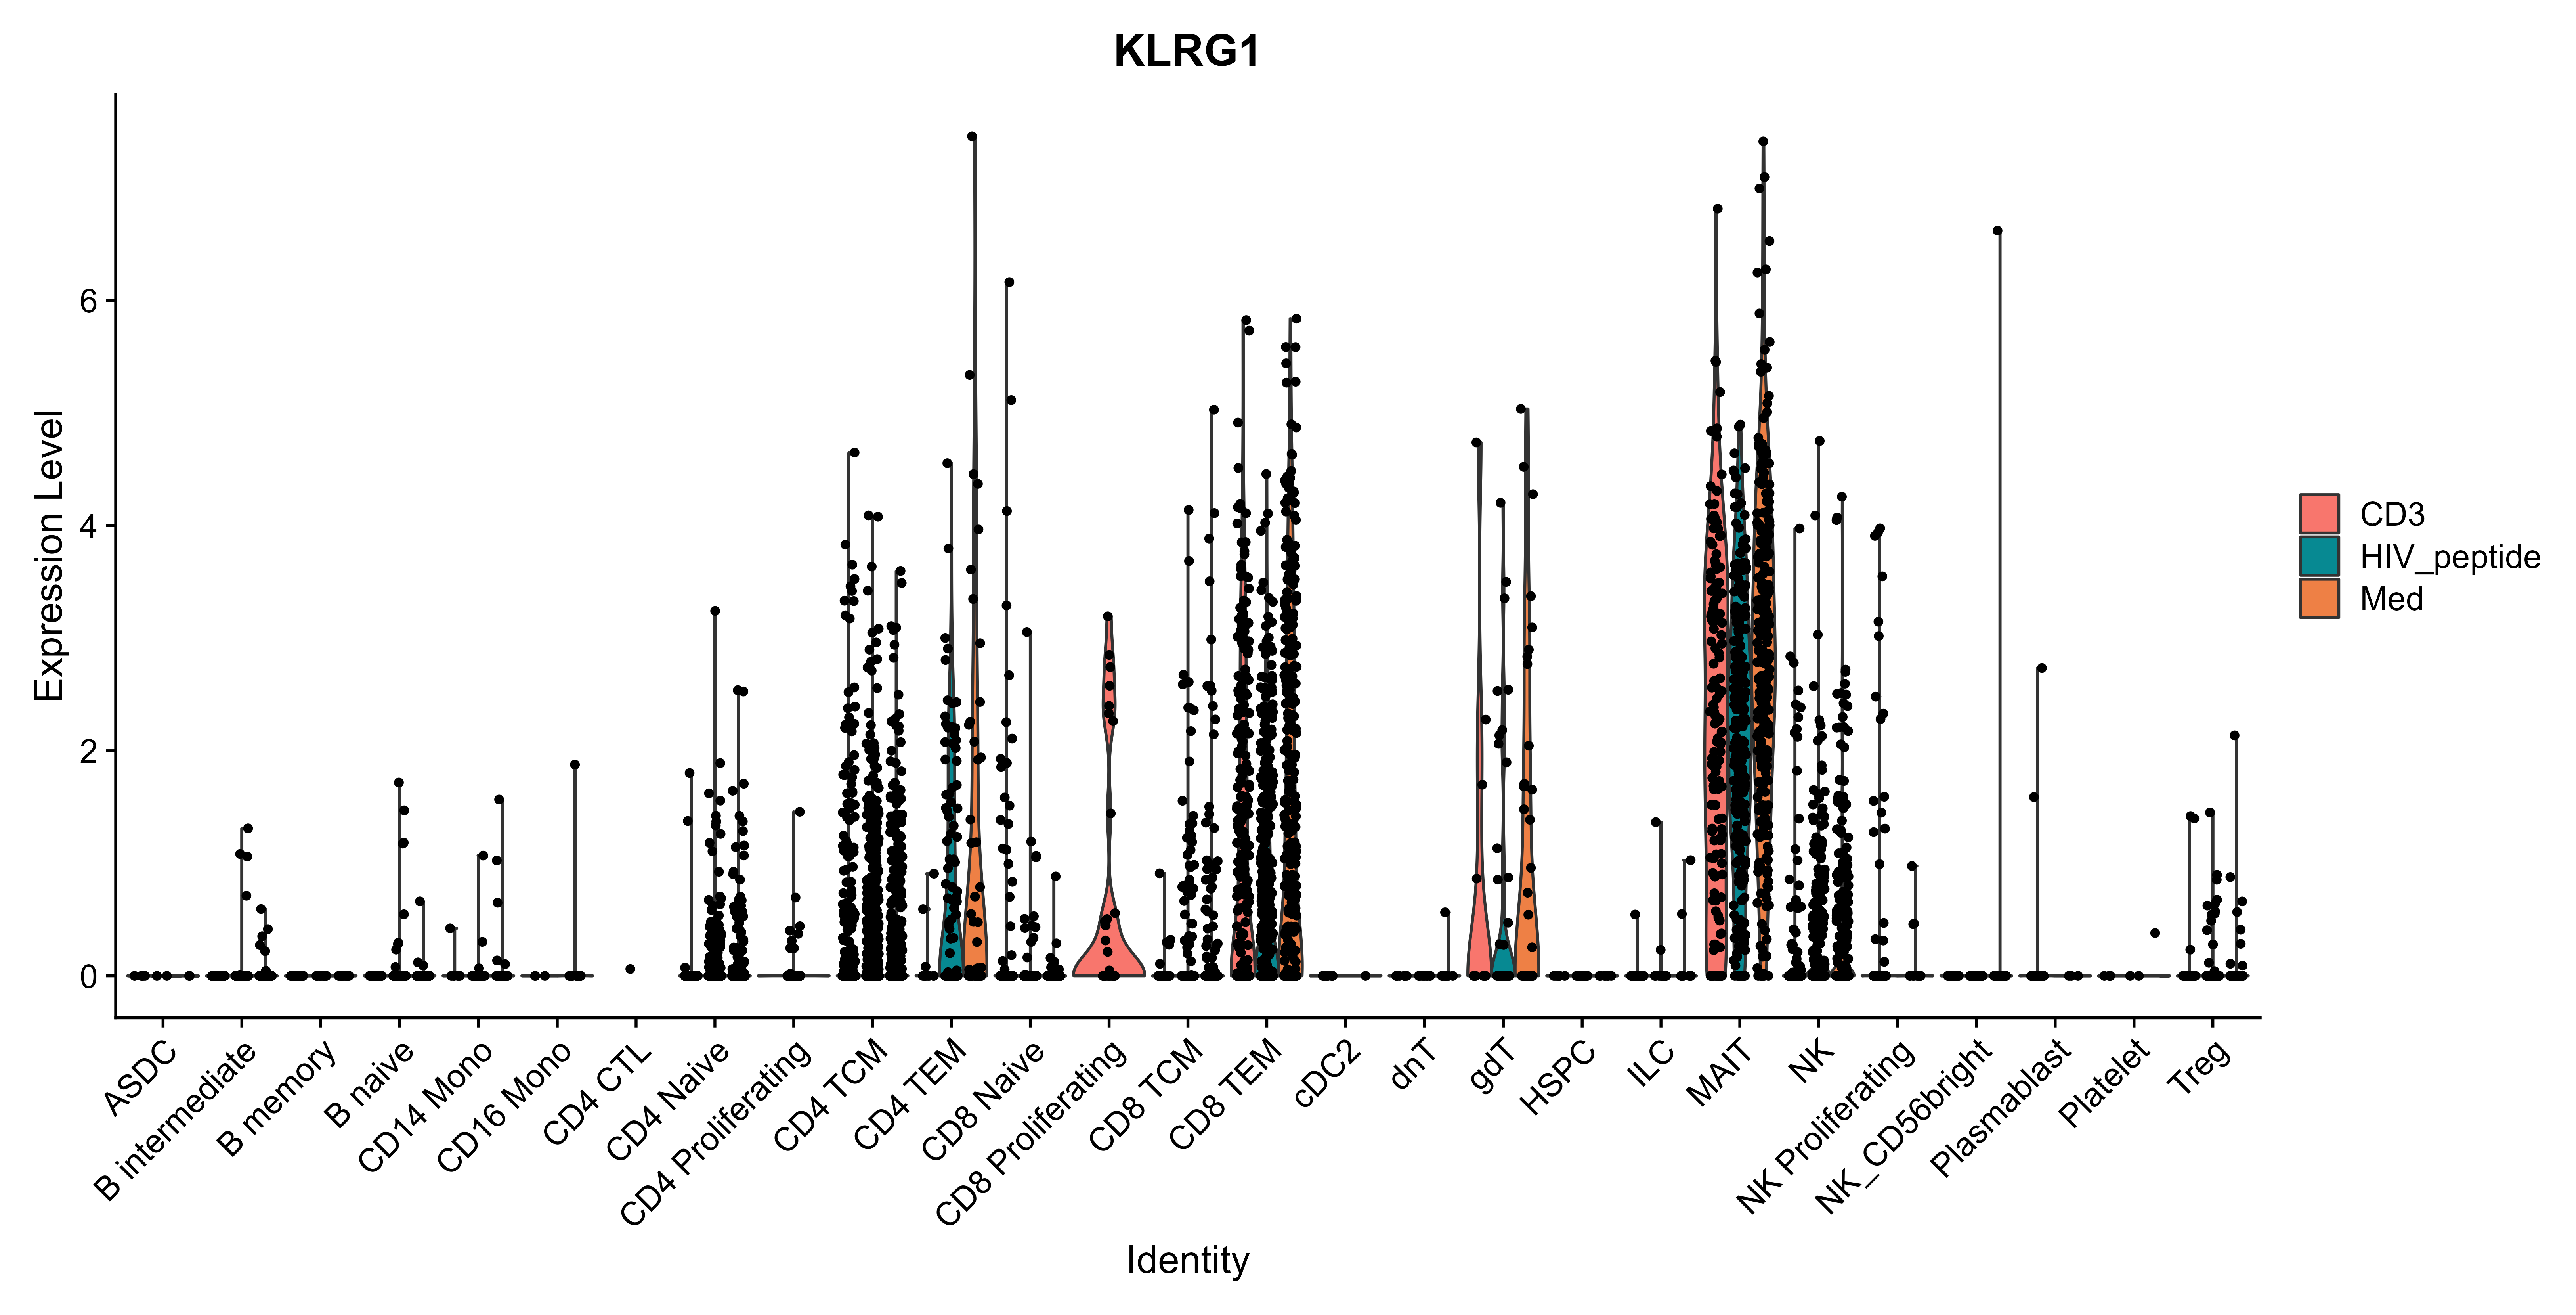 KLRG1
Expression Level
6
4
2
0
ASDC
B intermediate
B memory
B naive
CD14 Mono
CD16 Mono
CD4 CTL
CD4 Naive
CD4 Proliferating
CD4 TCM
CD4 TEM
CD8 Naive
CD8 Proliferating
CD8 TCM
CD8 TEM
cDC2
dnT
gdT
HSPC
ILC
MAIT
NK
NK Proliferating
NK_CD56bright
Plasmablast
Platelet
Treg
Identity
CD3
HIV_peptide
Med